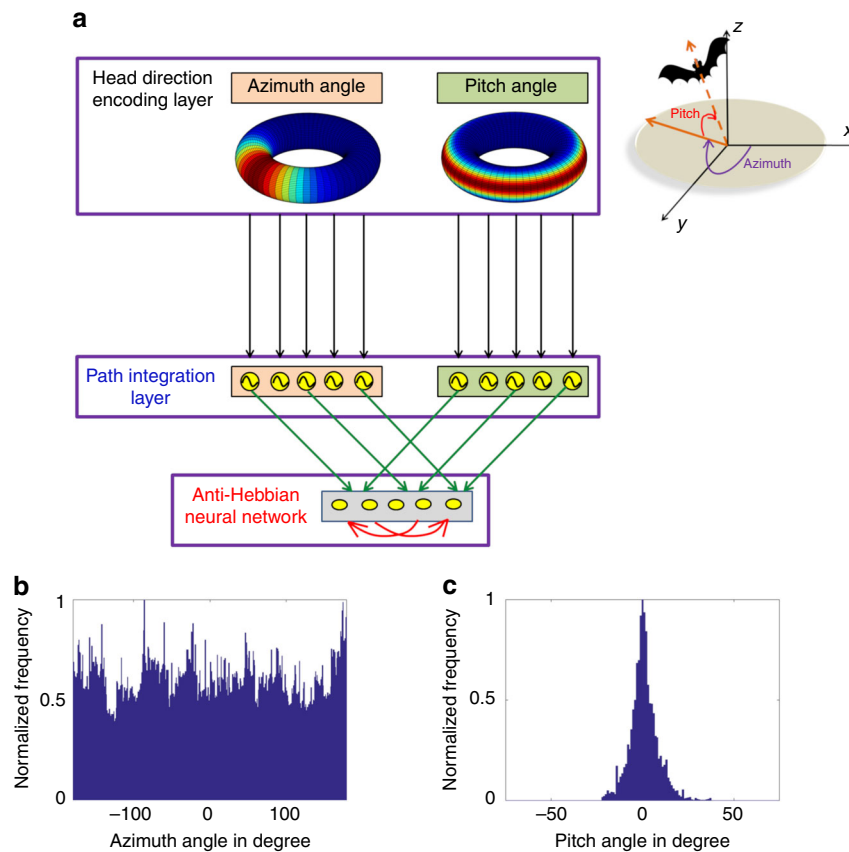 a
Head direction
encoding layer
Azimuth angle
Pitch angle
z
x
y
Pitch
Azimuth
Path integration
layer
Anti-Hebbian
neural network
b
Normalized frequency
1
0.5
0
–100
0
100
Azimuth angle in degree
c
Normalized frequency
1
0.5
0
–50
0
50
Pitch angle in degree